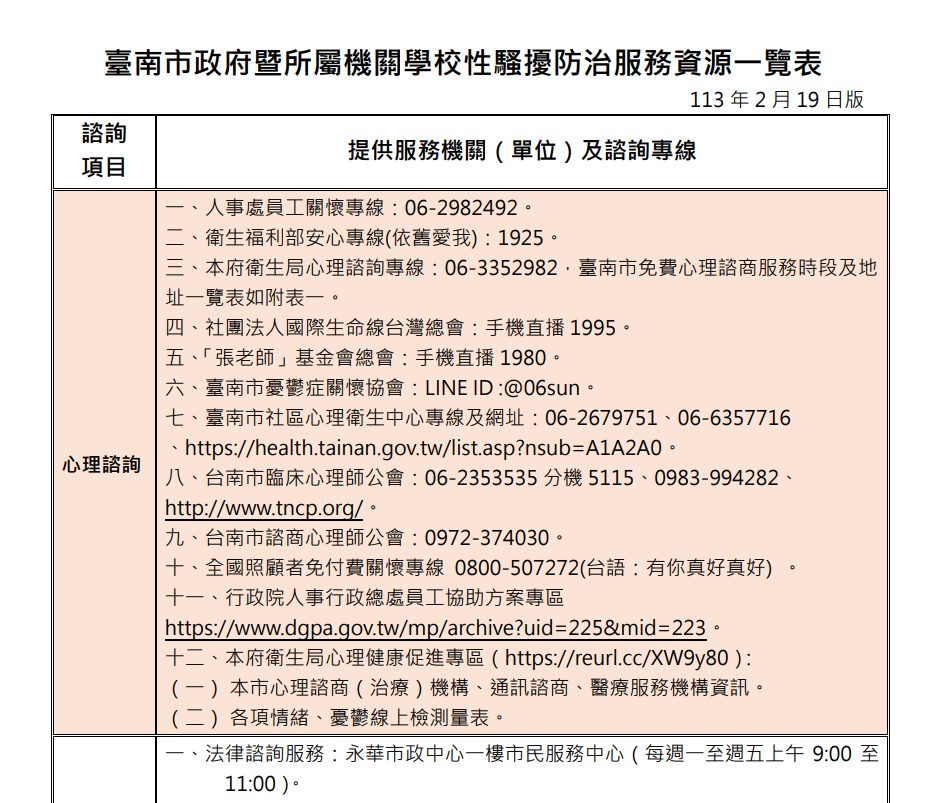 臺南市政府暨所屬機關學校性騷擾防治服務資源一覽表
113 年 2 月 19 日版
諮詢
項目
提供服務機關（單位）及諮詢專線
心理諮詢
一、人事處員工關懷專線：06-2982492。
二、衛生福利部安心專線(依舊愛我)：1925。
三、本府衛生局心理諮詢專線：06-3352982，臺南市免費心理諮商服務時段及地
址一覽表如附表一。
四、社團法人國際生命線台灣總會：手機直播 1995。
五、「張老師」基金會總會：手機直播 1980。
六、臺南市憂鬱症關懷協會：LINE ID :@06sun。
七、臺南市社區心理衛生中心專線及網址：06-2679751、06-6357716
、https://health.tainan.gov.tw/list.asp?nsub=A1A2A0。
八、台南市臨床心理師公會：06-2353535 分機 5115、0983-994282、
http://www.tncp.org/。
九、台南市諮商心理師公會：0972-374030。
十、全國照顧者免付費關懷專線 0800-507272(台語：有你真好真好) 。
十一、行政院人事行政總處員工協助方案專區
https://www.dgpa.gov.tw/mp/archive?uid=225&mid=223。
十二、本府衛生局心理健康促進專區（https://reurl.cc/XW9y80）：
（一） 本市心理諮商（治療）機構、通訊諮商、醫療服務機構資訊。
（二） 各項情緒、憂鬱線上檢測量表。
一、法律諮詢服務：永華市政中心一樓市民服務中心（每週一至週五上午 9:00 至
11:00）。